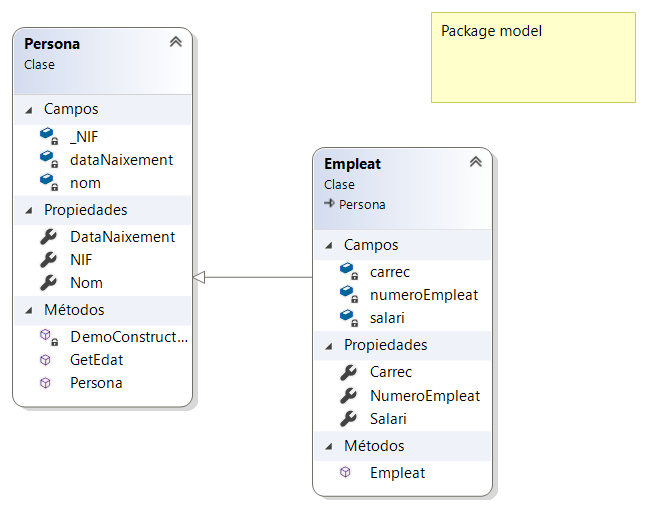 Persona
Clase
Campos
_NIF
dataNaixement
nom
Propiedades
DataNaixement
NIF
Nom
Métodos
DemoConstruct...
GetEdat
Persona
Package model
Empleat
Clase
Persona
Campos
carrec
numeroEmpleat
salari
Propiedades
Carrec
NumeroEmpleat
Salari
Métodos
Empleat